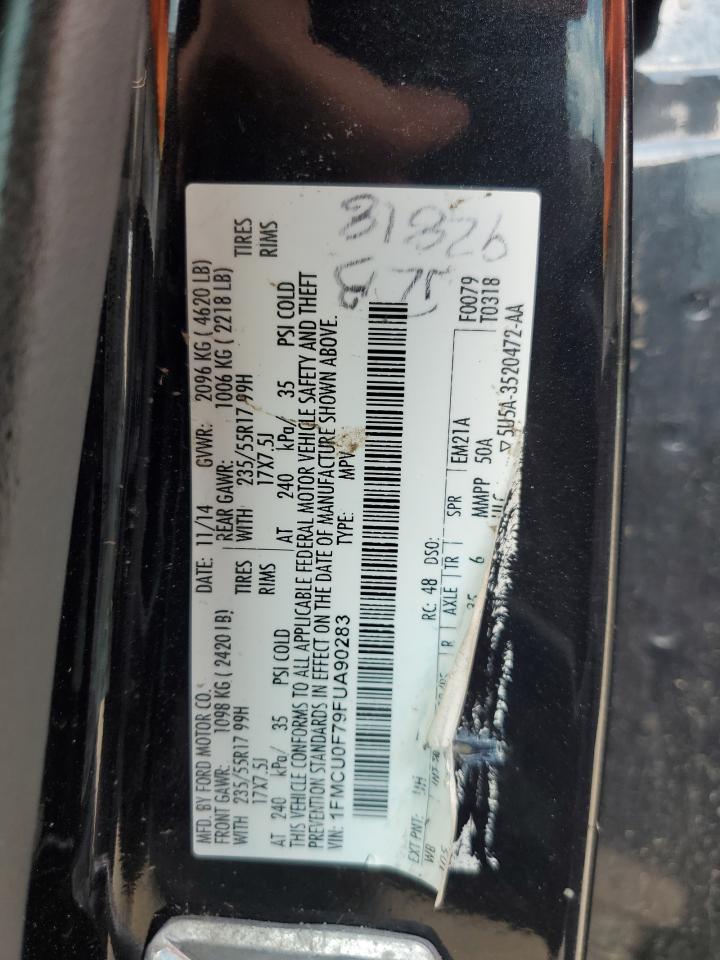 MFD. BY FORD MOTOR CO. DATE: 11/14 GVWR: 2096 KG ( 4620 LB)
FRONT GAWR: 1098 KG ( 2420 LB) REAR GAWR: 1006 KG ( 2218 LB)
WITH 235/55R17 99H TIRES WITH 235/55R17 99H TIRES
17X7.5J RIMS 17X7.5J RIMS
AT 240 kPa/ 35 PSI COLD AT 240 kPa/ 35 PSI COLD
THIS VEHICLE CONFORMS TO ALL APPLICABLE FEDERAL MOTOR VEHICLE SAFETY AND THEFT
PREVENTION STANDARDS IN EFFECT ON THE DATE OF MANUFACTURE SHOWN ABOVE.
VIN: 1FMCU0F79FUA90283 TYPE: MPV
EXT PNT: UH RC: 48 DSO: F0079
WB R AXLE TR SPR EM21A T0318
105 35 6 MMPP 50A
▽5U5A-3520472-AA